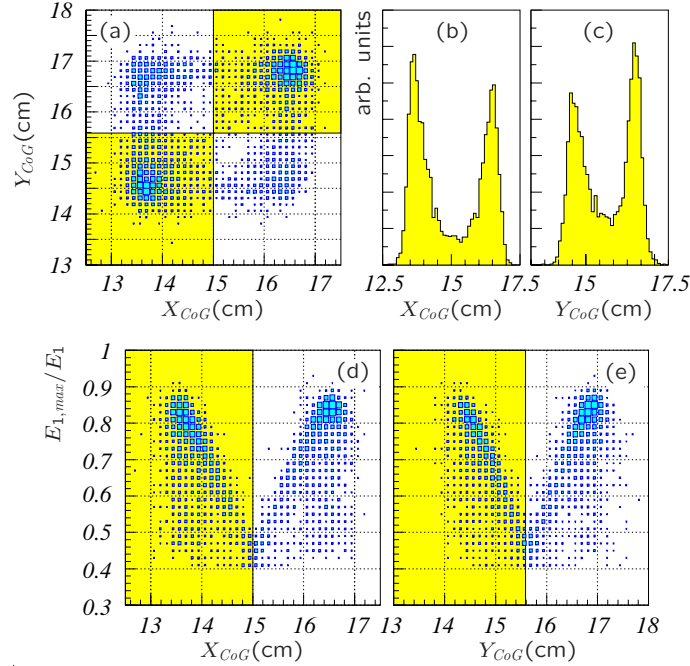 (a) (b) (c)
18
17
16
15
14
13
Y_CoG(cm)
arb. units
13 14 15 16 17
X_CoG(cm)
12.5 15 17.5
X_CoG(cm)
15 17.5
Y_CoG(cm)
(d) (e)
1
0.9
0.8
0.7
0.6
0.5
0.4
0.3
E_1,max/E_1
13 14 15 16 17
X_CoG(cm)
13 14 15 16 17 18
Y_CoG(cm)